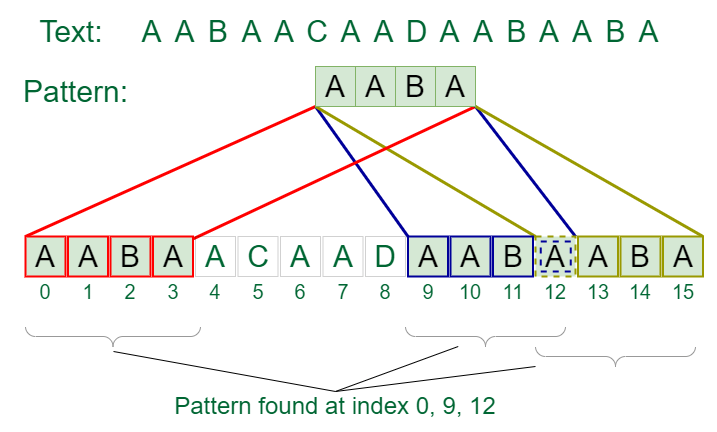 Text: A A B A A C A A D A A B A A B A
Pattern: A A B A
A A B A A C A A D A A B A A B A
0 1 2 3 4 5 6 7 8 9 10 11 12 13 14 15
Pattern found at index 0, 9, 12